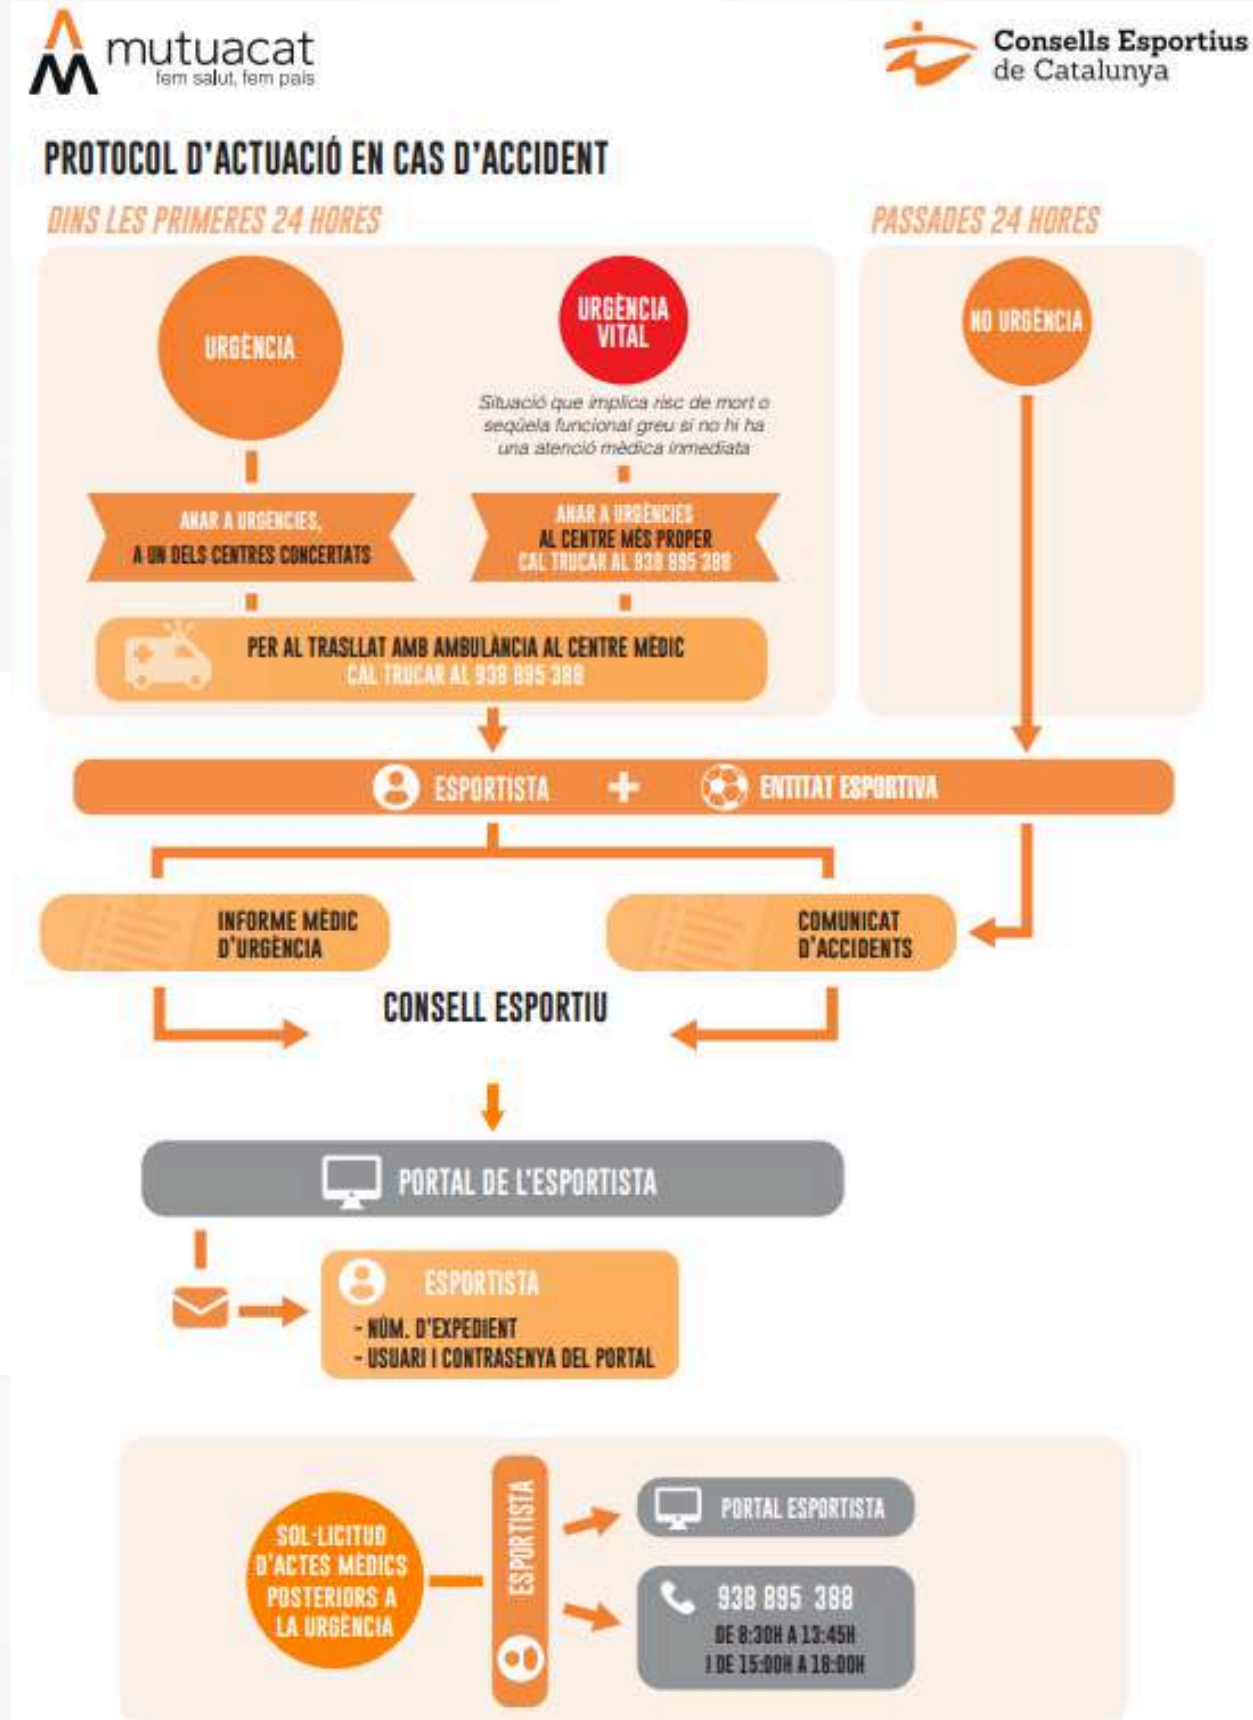 mutuacat
fem salut, fem país
Consells Esportius
de Catalunya
PROTOCOL D'ACTUACIÓ EN CAS D'ACCIDENT
DINS LES PRIMERES 24 HORES
PASSADES 24 HORES
URGÈNCIA
URGÈNCIA
VITAL
NO URGÈNCIA
Situació que implica risc de mort o
seqüela funcional greu si no hi ha
una atenció mèdica inmediata
ANAR A URGÈNCIES,
A UN DELS CENTRES CONCERTATS
ANAR A URGÈNCIES
AL CENTRE MÉS PROPER
CAL TRUCAR AL 938 895 388
PER AL TRASLLAT AMB AMBULÀNCIA AL CENTRE MÈDIC
CAL TRUCAR AL 938 895 388
ESPORTISTA + ENTITAT ESPORTIVA
INFORME MÈDIC
D'URGÈNCIA
COMUNICAT
D'ACCIDENTS
CONSELL ESPORTIU
PORTAL DE L'ESPORTISTA
ESPORTISTA
- NÚM. D'EXPEDIENT
- USUARI I CONTRASENYA DEL PORTAL
SOL·LICITUD
D'ACTES MÈDICS
POSTERIORS A
LA URGÈNCIA
ESPORTISTA
PORTAL ESPORTISTA
938 895 388
DE 8:30H A 13:45H
I DE 15:00H A 18:00H